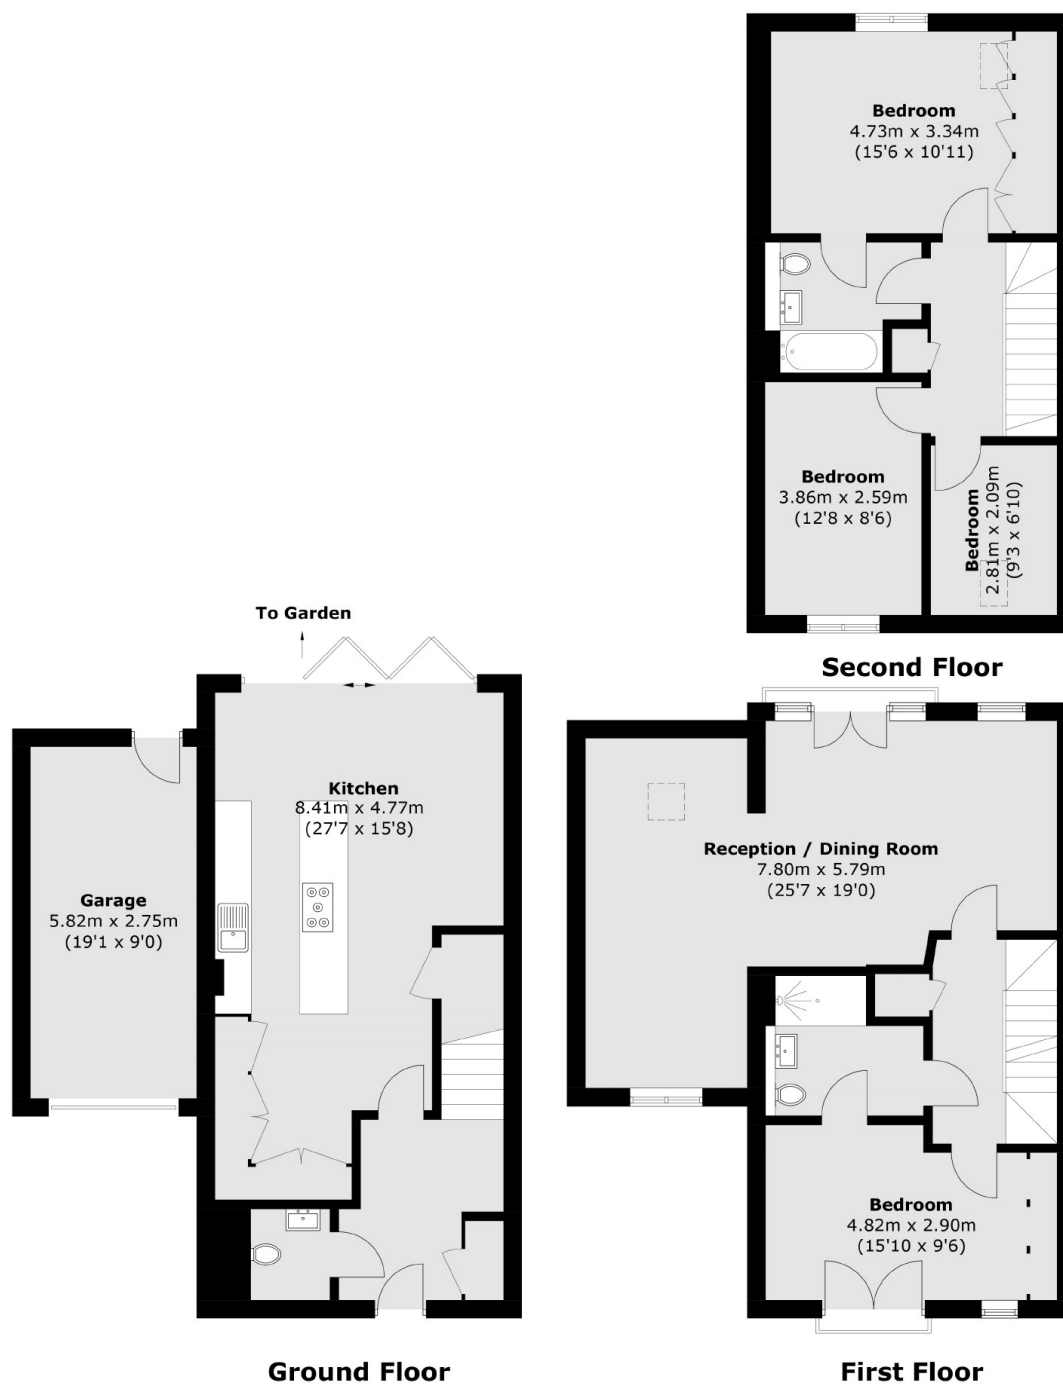 Bedroom
4.73m x 3.34m
(15'6 x 10'11)
Bedroom
3.86m x 2.59m
(12'8 x 8'6)
Bedroom
2.81m x 2.09m
(9'3 x 6'10)
Second Floor
To Garden
Kitchen
8.41m x 4.77m
(27'7 x 15'8)
Garage
5.82m x 2.75m
(19'1 x 9'0)
Ground Floor
Reception / Dining Room
7.80m x 5.79m
(25'7 x 19'0)
Bedroom
4.82m x 2.90m
(15'10 x 9'6)
First Floor